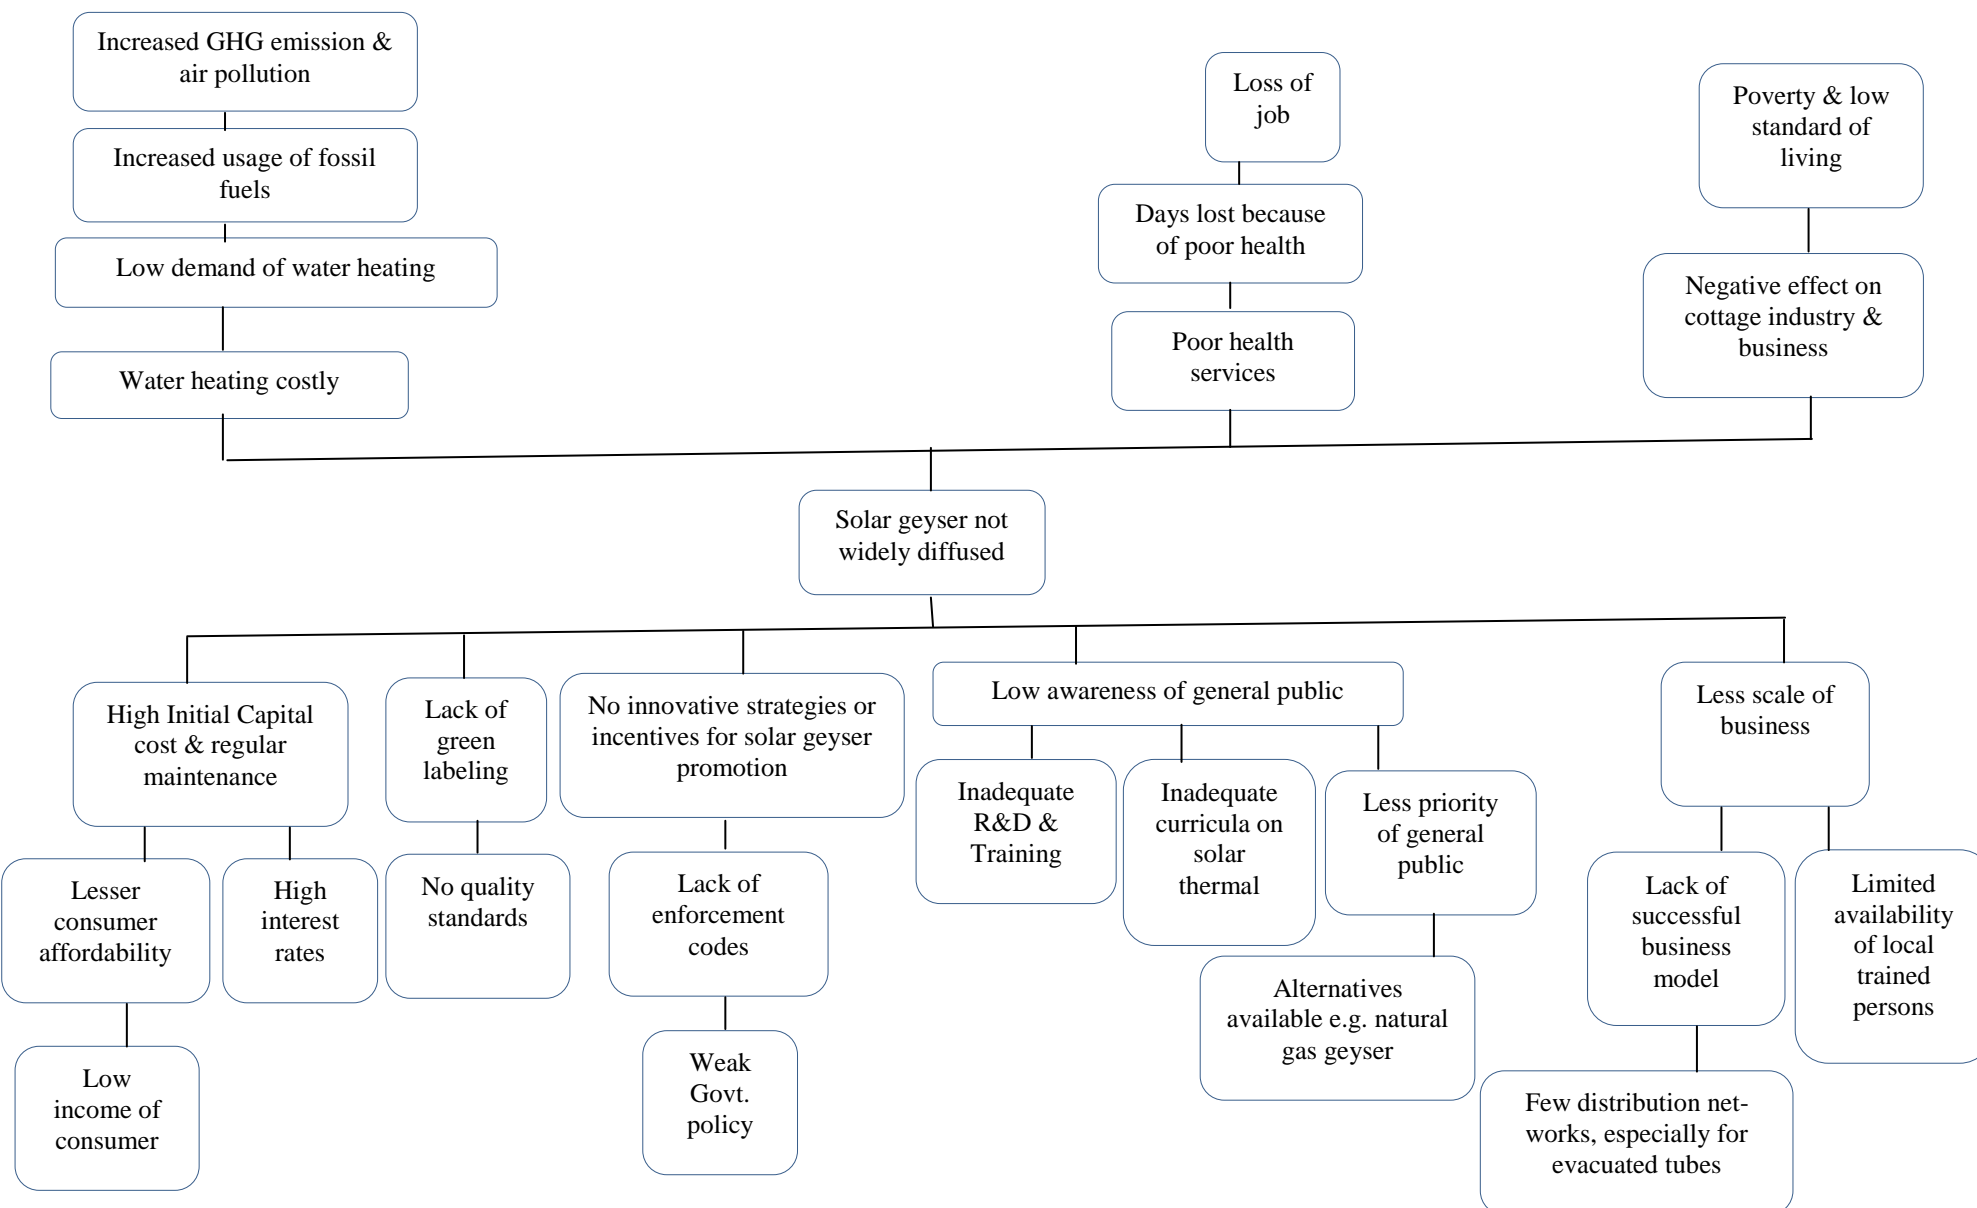 Increased GHG emission &
air pollution
Loss of
job
Poverty & low
standard of
living
Increased usage of fossil
fuels
Days lost because
of poor health
Low demand of water heating
Negative effect on
cottage industry &
business
Poor health
services
Water heating costly
Solar geyser not
widely diffused
High Initial Capital
cost & regular
maintenance
Lack of
green
labeling
No innovative strategies or
incentives for solar geyser
promotion
Low awareness of general public
Less scale of
business
Lesser
consumer
affordability
High
interest
rates
No quality
standards
Lack of
enforcement
codes
Inadequate
R&D &
Training
Inadequate
curricula on
solar
thermal
Less priority
of general
public
Lack of
successful
business
model
Limited
availability
of local
trained
persons
Low
income of
consumer
Weak
Govt.
policy
Alternatives
available e.g. natural
gas geyser
Few distribution net-
works, especially for
evacuated tubes